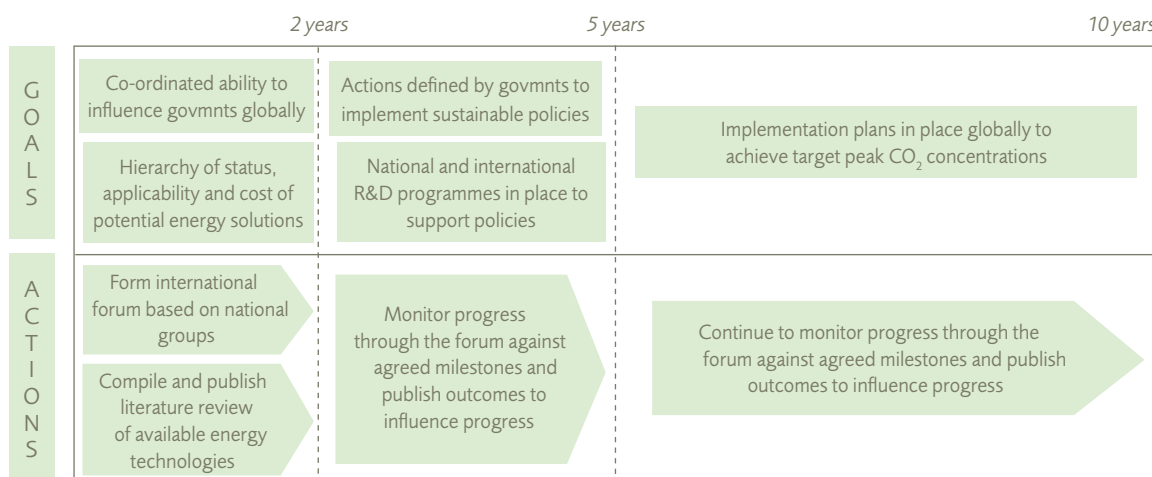 2 years
5 years
10 years
GOALS
Co-ordinated ability to
influence govmnts globally
Hierarchy of status,
applicability and cost of
potential energy solutions
Actions defined by govmnts to
implement sustainable policies
National and international
R&D programmes in place to
support policies
Implementation plans in place globally to
achieve target peak CO₂ concentrations
ACTIONS
Form international
forum based on national
groups
Compile and publish
literature review
of available energy
technologies
Monitor progress
through the forum against
agreed milestones and
publish outcomes to
influence progress
Continue to monitor progress through the
forum against agreed milestones and publish
outcomes to influence progress